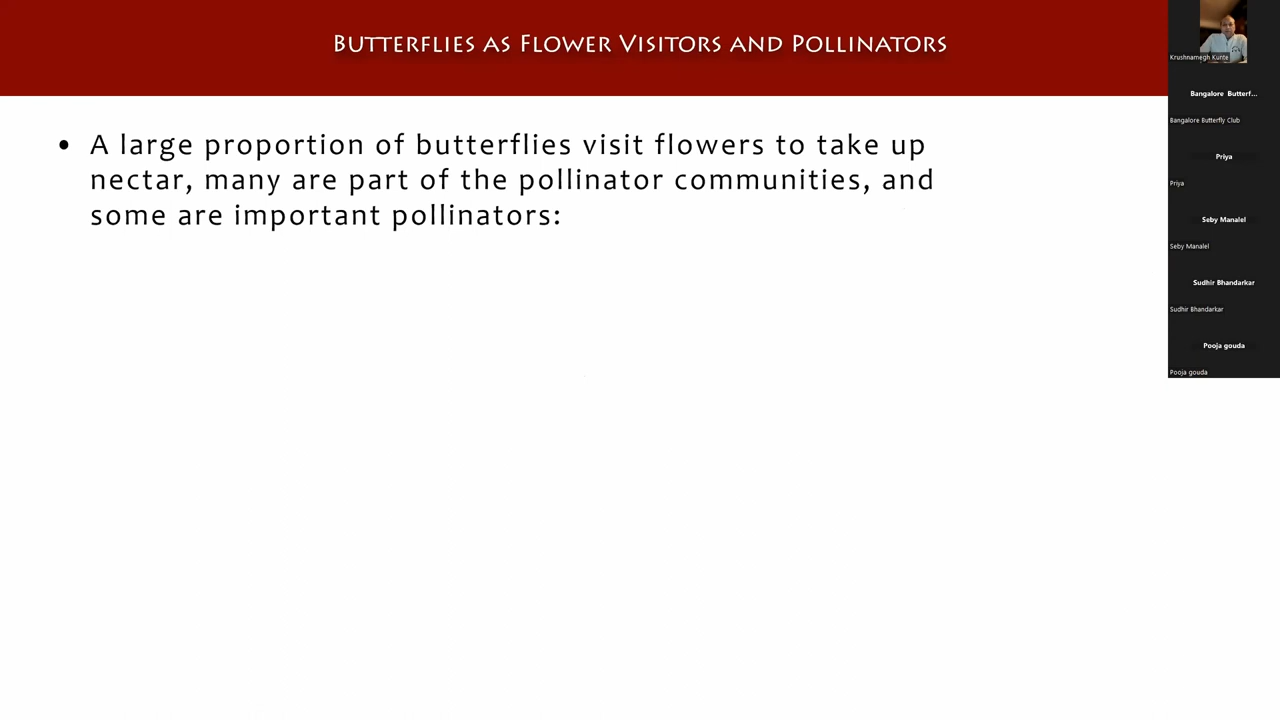 Butterflies as Flower Visitors and Pollinators
• A large proportion of butterflies visit flowers to take up
nectar, many are part of the pollinator communities, and
some are important pollinators:
Krushnamegh Kunte
Bangalore Butterf...
Bangalore Butterfly Club
Priya
Priya
Seby Manalel
Seby Manalel
Sudhir Bhandarkar
Sudhir Bhandarkar
Pooja gouda
Pooja gouda